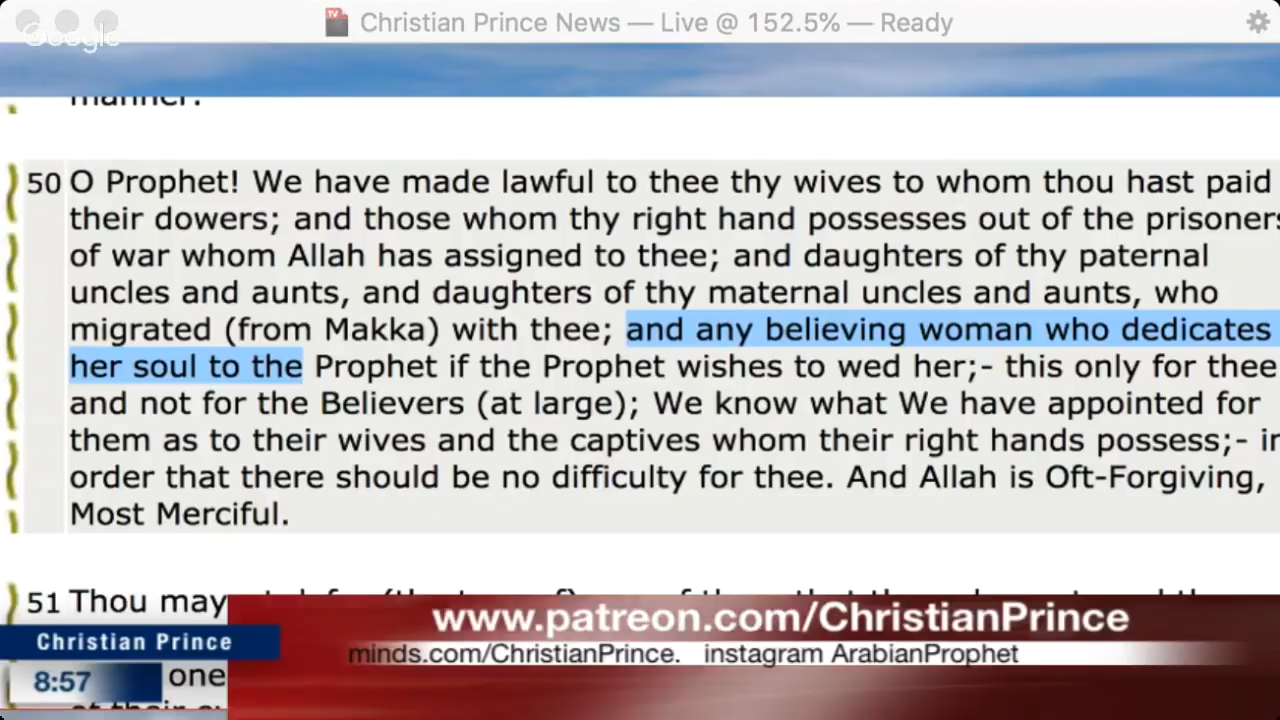 Christian Prince News — Live @ 152.5% — Ready
Google
manner.
50 O Prophet! We have made lawful to thee thy wives to whom thou hast paid
their dowers; and those whom thy right hand possesses out of the prisoners
of war whom Allah has assigned to thee; and daughters of thy paternal
uncles and aunts, and daughters of thy maternal uncles and aunts, who
migrated (from Makka) with thee; and any believing woman who dedicates
her soul to the Prophet if the Prophet wishes to wed her;- this only for thee
and not for the Believers (at large); We know what We have appointed for
them as to their wives and the captives whom their right hands possess;- in
order that there should be no difficulty for thee. And Allah is Oft-Forgiving,
Most Merciful.
51 Thou may
www.patreon.com/ChristianPrince
Christian Prince
minds.com/ChristianPrince. instagram ArabianProphet
8:57
one